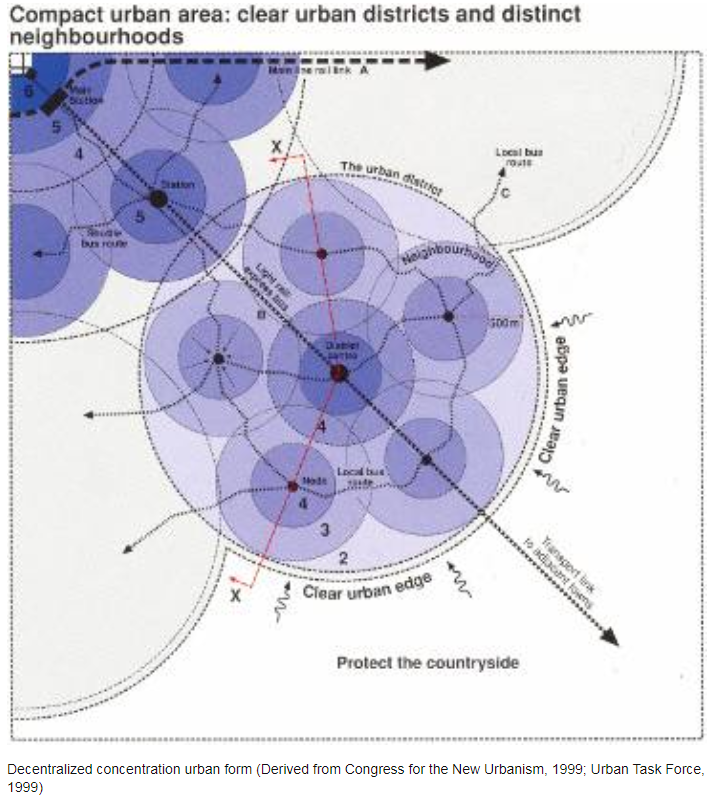 Compact urban area: clear urban districts and distinct
neighbourhoods
Main line rail link A
6
Main
Station
5
4
X
Local bus
route
The urban district
C
Station
5
Shuttle
bus route
Neighbourhood
Light rail
express bus
B
500m
District
centre
Clear urban edge
4
Local bus
route
Node
4
3
2
Transport link
to adjacent towns
Clear urban edge
X
Protect the countryside
Decentralized concentration urban form (Derived from Congress for the New Urbanism, 1999; Urban Task Force,
1999)